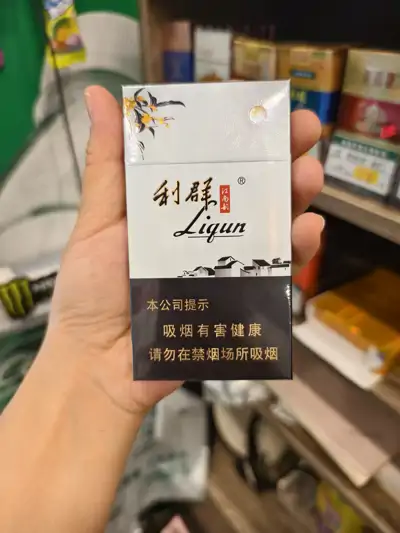 利群®
江南韵
Liqun
本公司提示
吸烟有害健康
请勿在禁烟场所吸烟